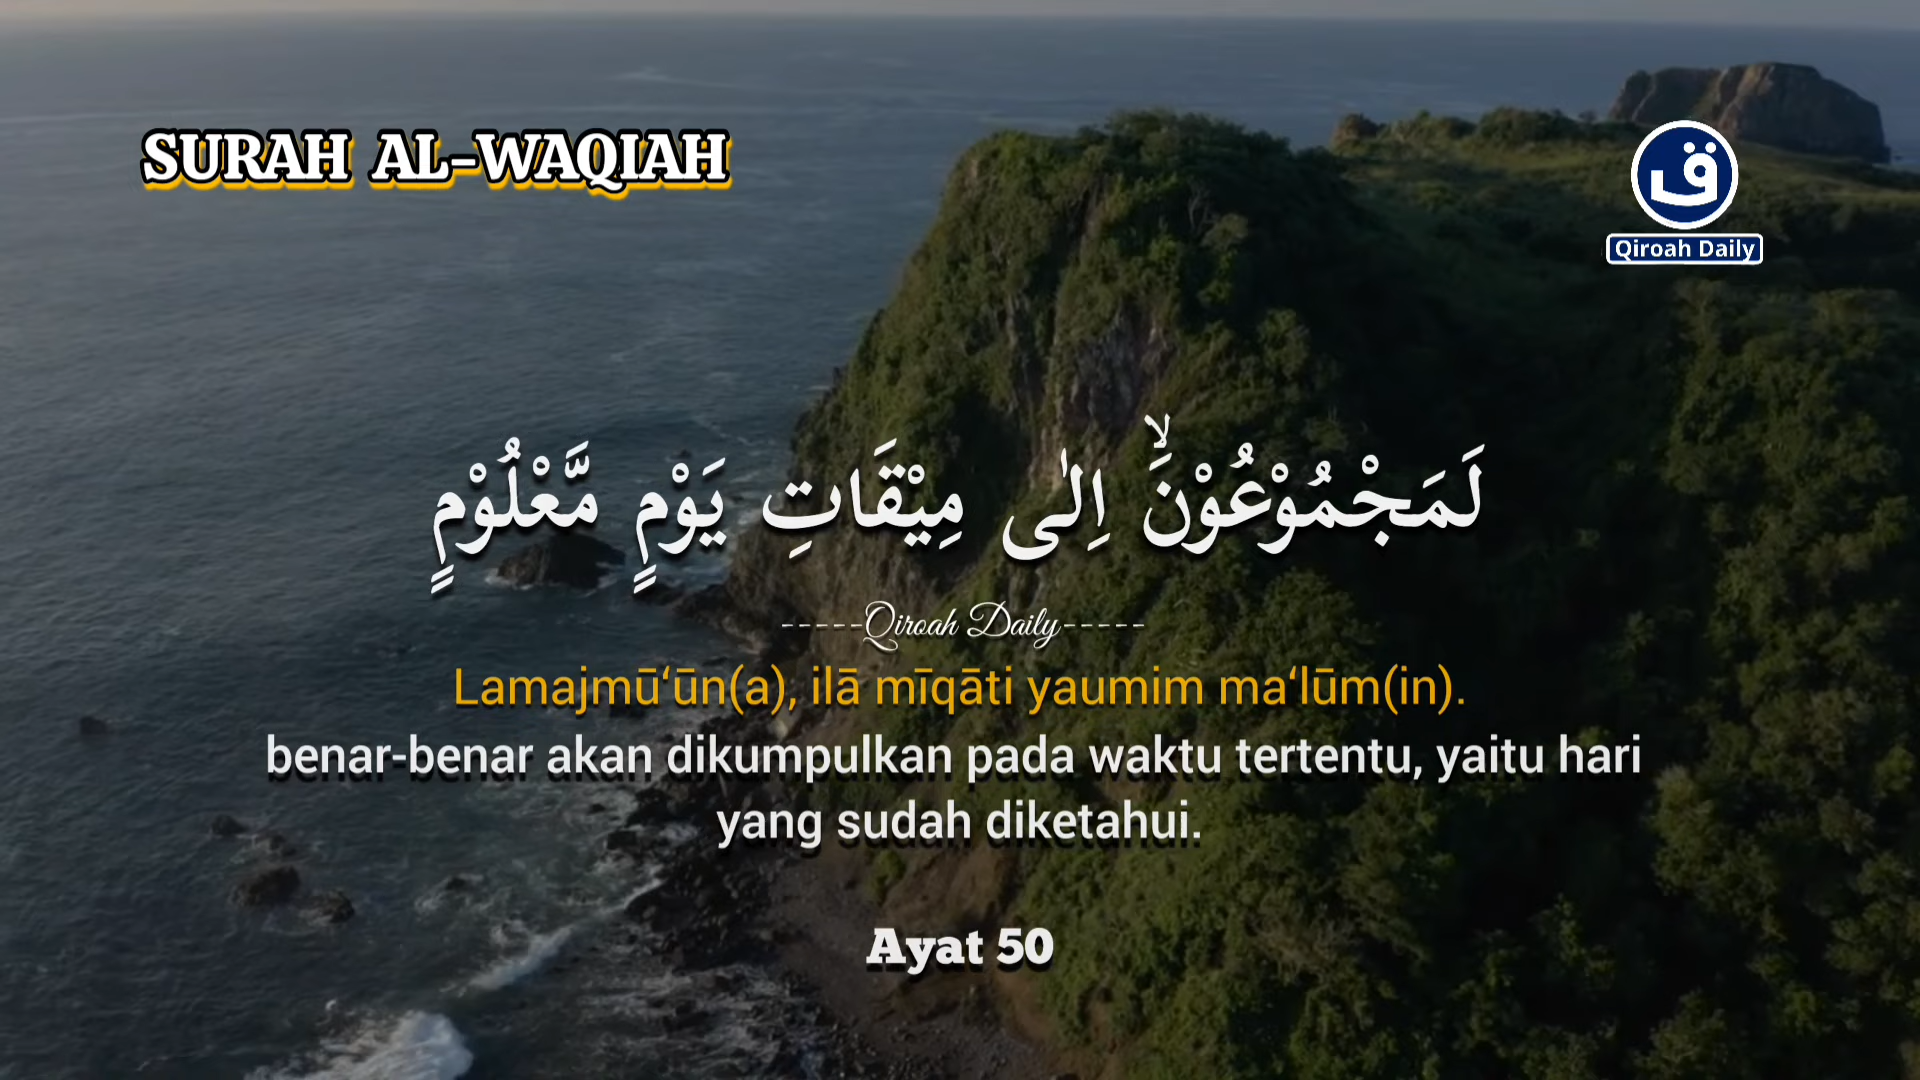 SURAH AL-WAQIAH
ق
Qiroah Daily
لَمَجْمُوْعُوْنَۙ اِلٰى مِيْقَاتِ يَوْمٍ مَّعْلُوْمٍ
-----Qiroah Daily-----
Lamajmū‘ūn(a), ilā mīqāti yaumim ma‘lūm(in).
benar-benar akan dikumpulkan pada waktu tertentu, yaitu hari
yang sudah diketahui.
Ayat 50